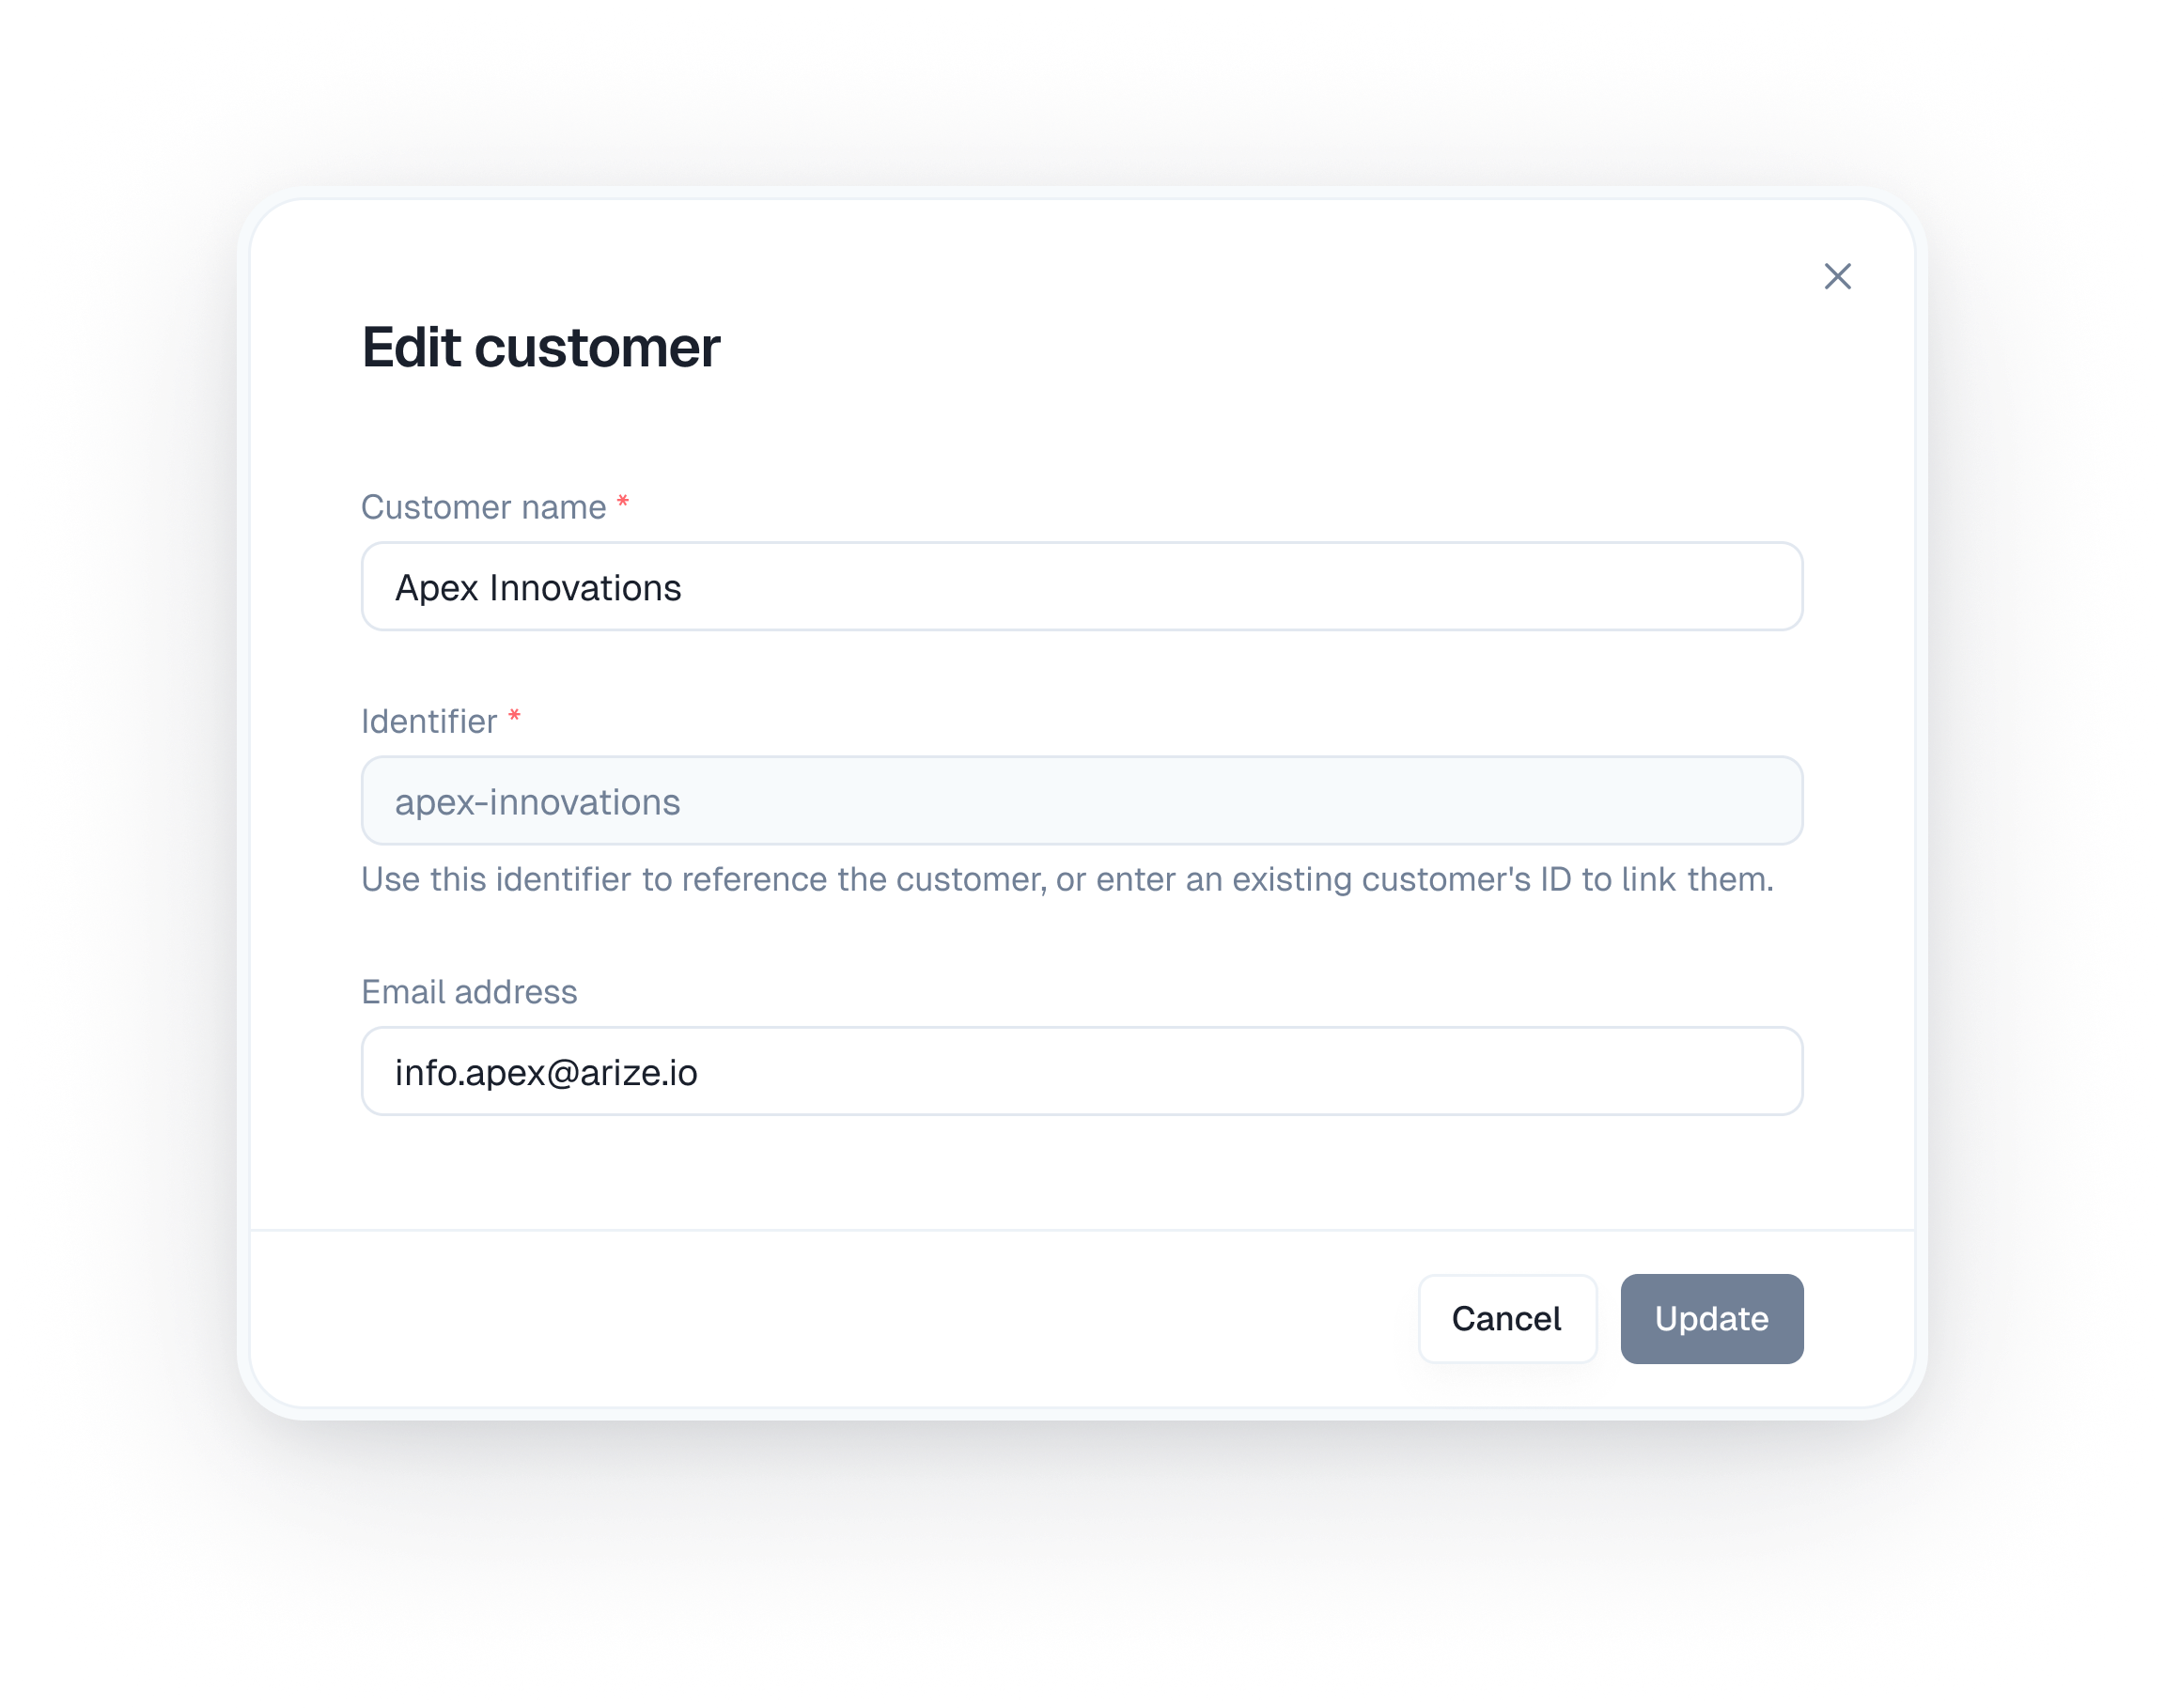 Edit customer
Customer name *
Apex Innovations
Identifier *
apex-innovations
Use this identifier to reference the customer, or enter an existing customer's ID to link them.
Email address
info.apex@arize.io
Cancel
Update